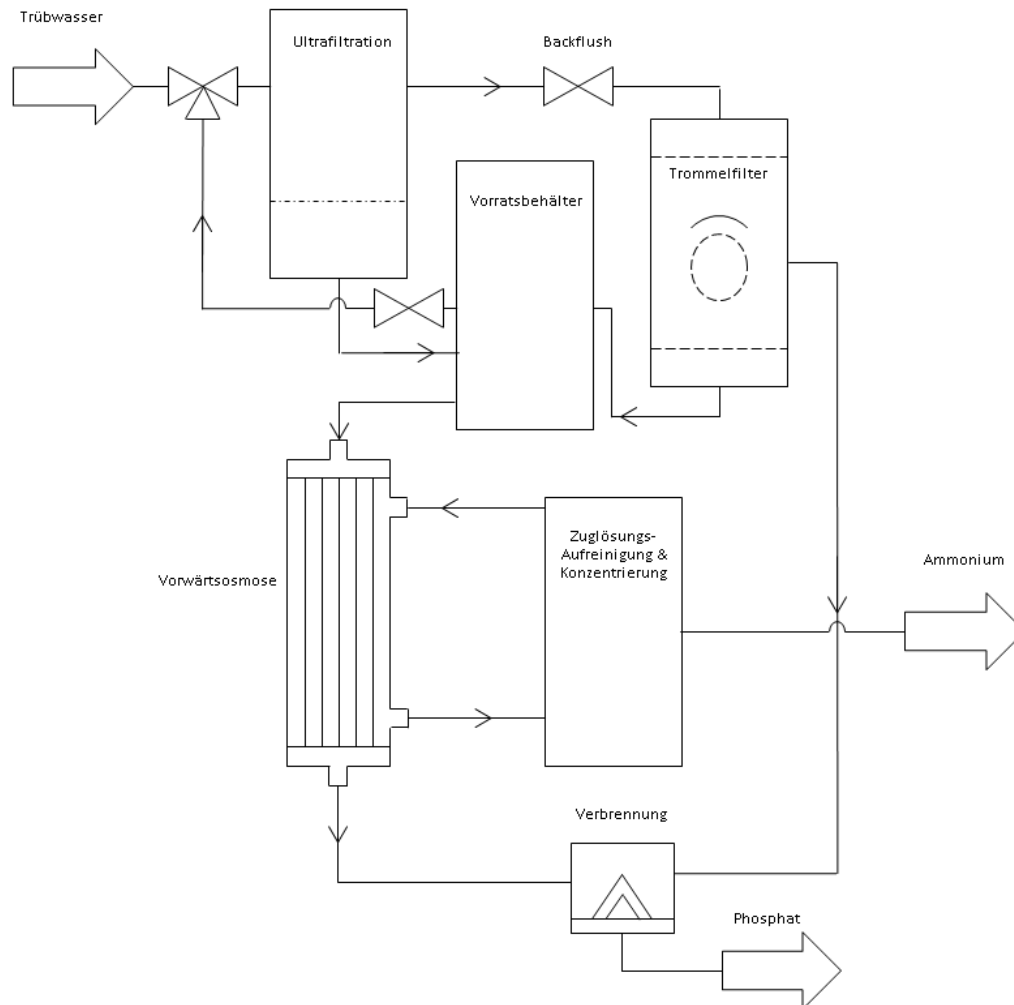 Trübwasser
Ultrafiltration
Backflush
Vorratsbehälter
Trommelfilter
Vorwärtsosmose
Zuglösungs-
Aufreinigung &
Konzentrierung
Ammonium
Verbrennung
Phosphat